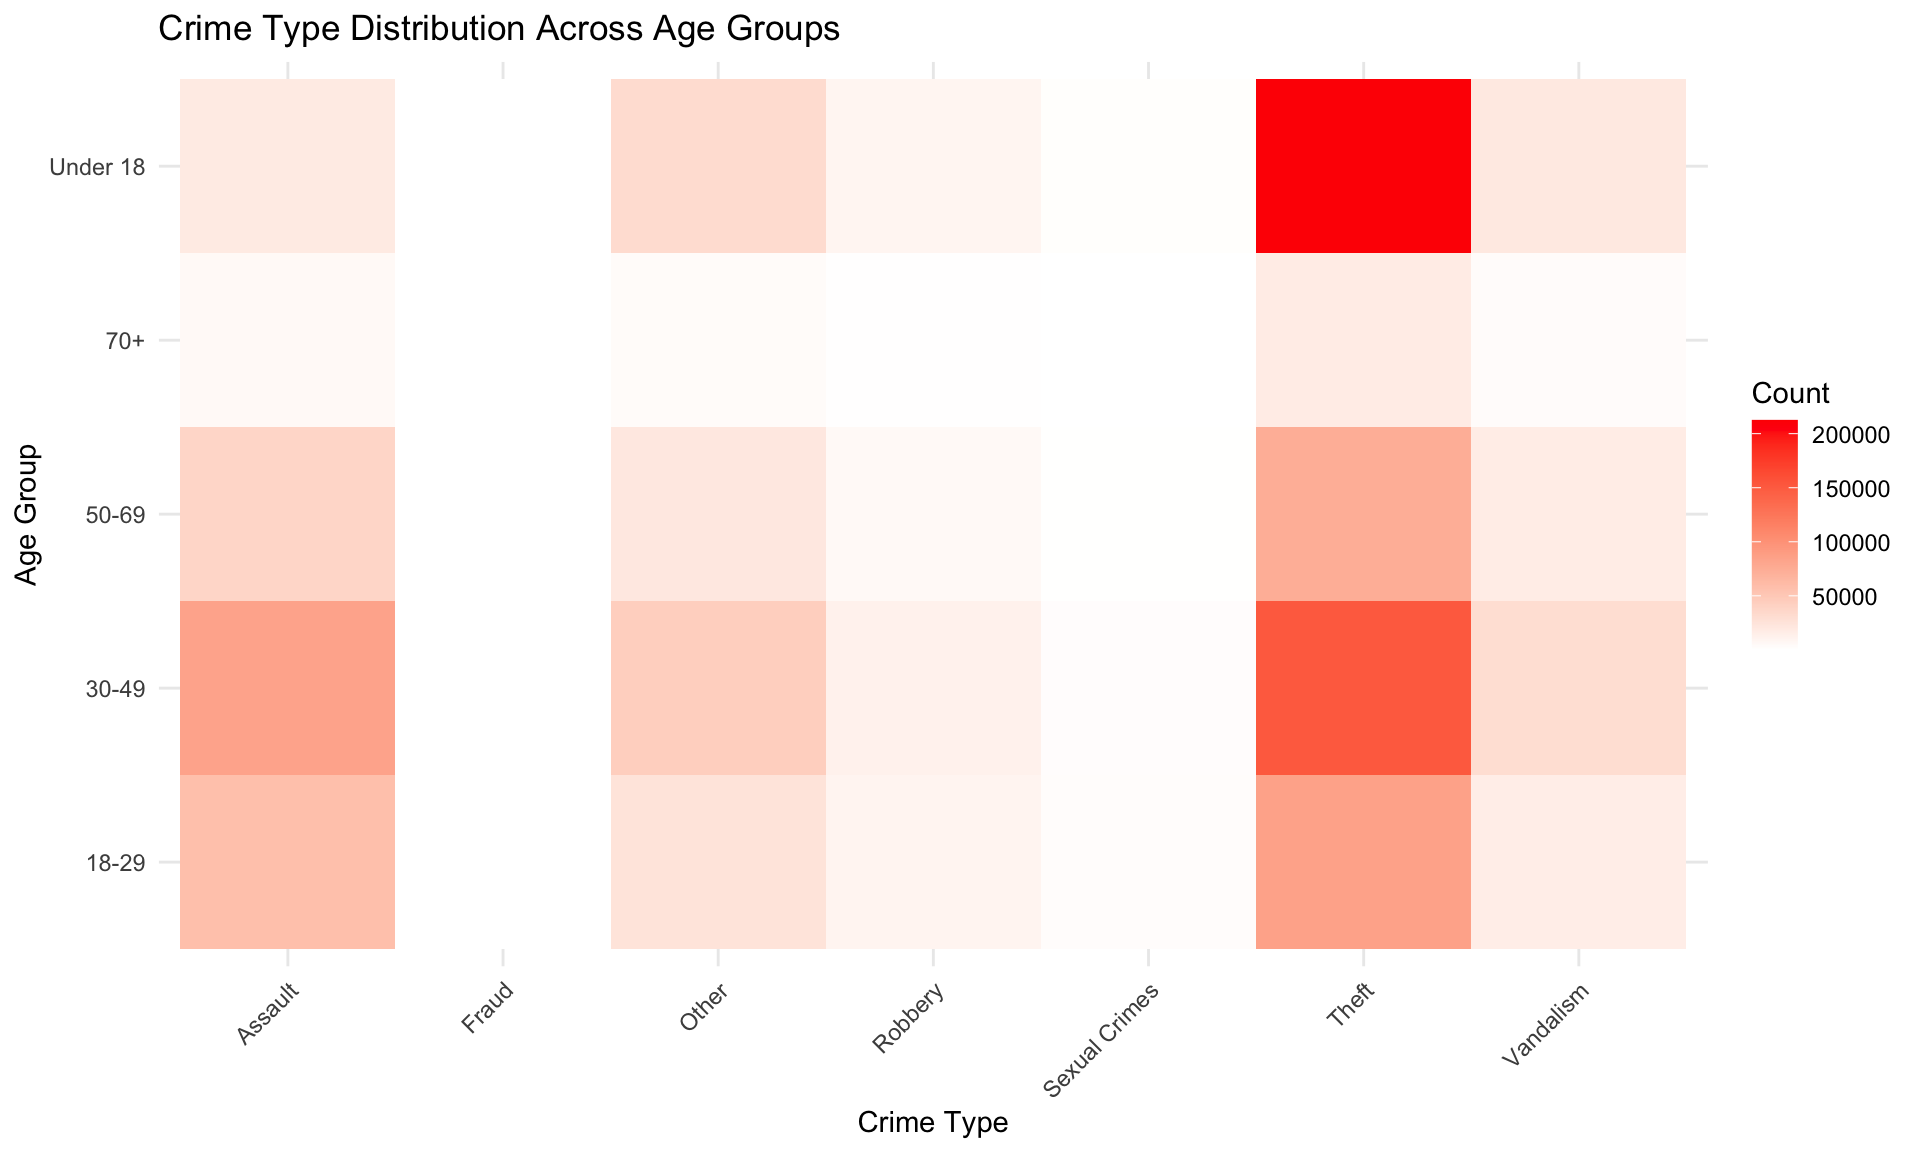 Crime Type Distribution Across Age Groups
Age Group
Under 18
70+
50-69
30-49
18-29
Assault
Fraud
Other
Robbery
Sexual Crimes
Theft
Vandalism
Crime Type
Count
200000
150000
100000
50000